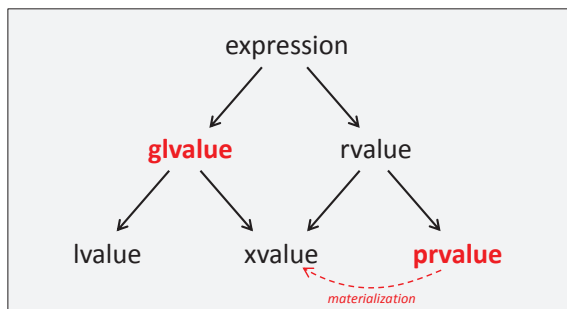 expression
glvalue rvalue
lvalue xvalue prvalue
materialization